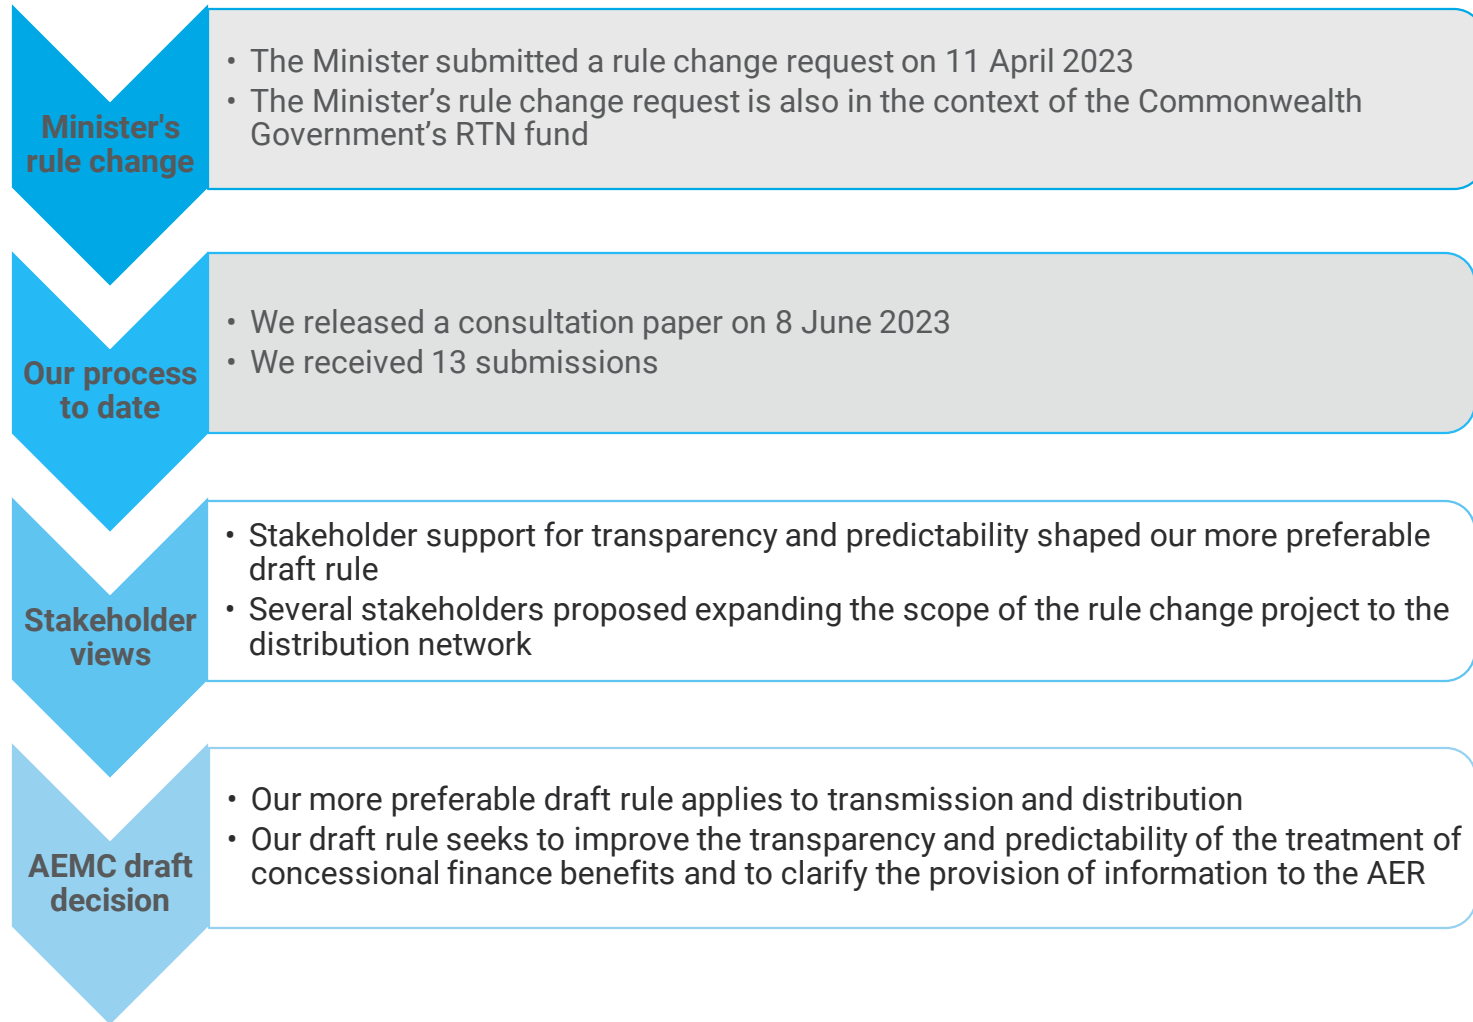 Minister's
rule change
• The Minister submitted a rule change request on 11 April 2023
• The Minister’s rule change request is also in the context of the Commonwealth
Government’s RTN fund
Our process
to date
• We released a consultation paper on 8 June 2023
• We received 13 submissions
Stakeholder
views
• Stakeholder support for transparency and predictability shaped our more preferable
draft rule
• Several stakeholders proposed expanding the scope of the rule change project to the
distribution network
AEMC draft
decision
• Our more preferable draft rule applies to transmission and distribution
• Our draft rule seeks to improve the transparency and predictability of the treatment of
concessional finance benefits and to clarify the provision of information to the AER